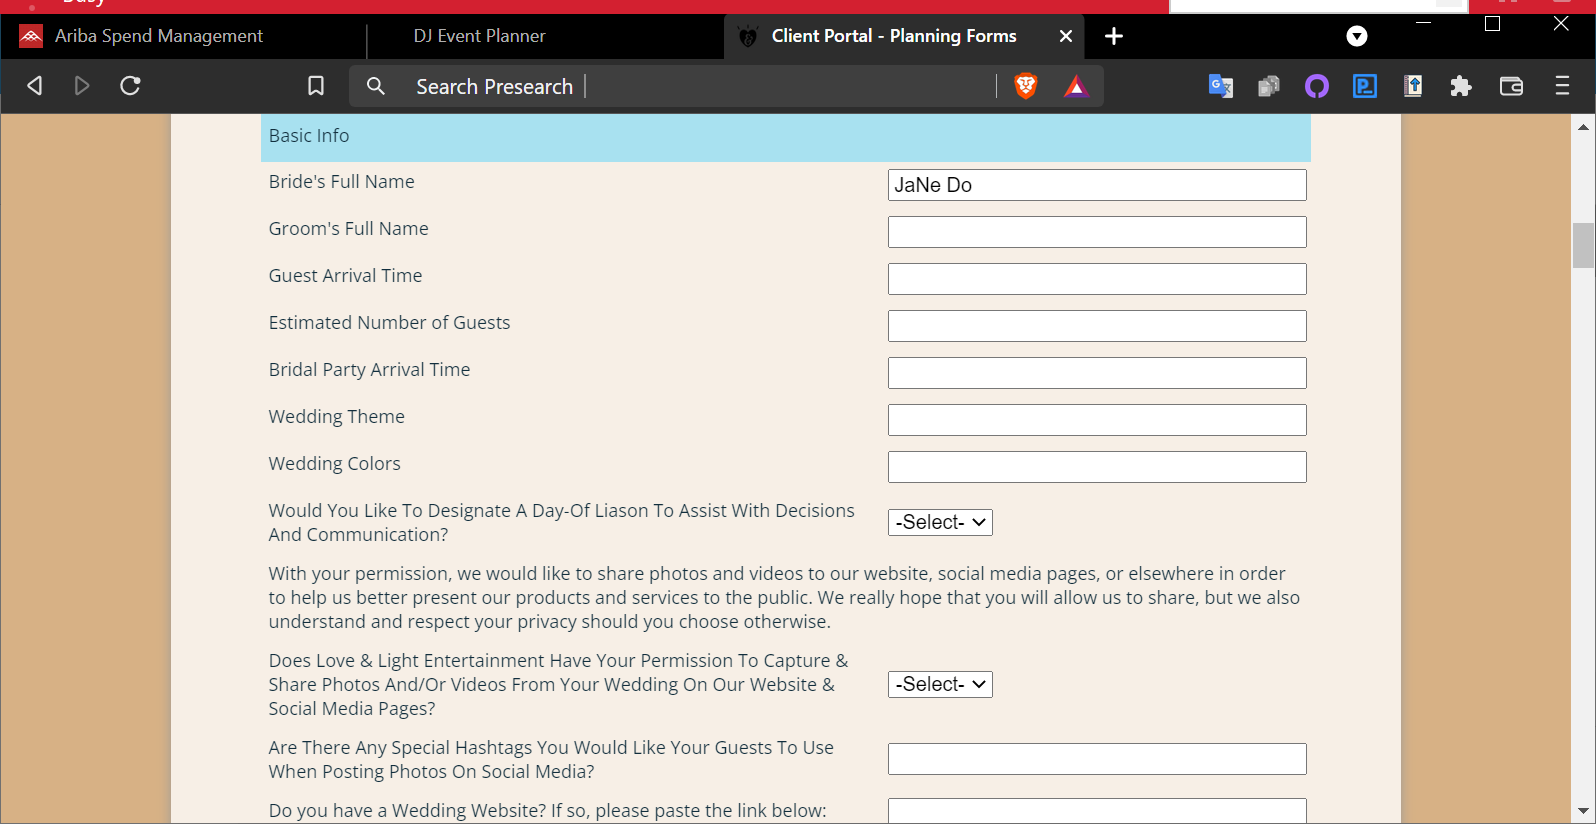 Ariba Spend Management
DJ Event Planner
Client Portal - Planning Forms
Search Presearch
Basic Info
Bride's Full Name
JaNe Do
Groom's Full Name
Guest Arrival Time
Estimated Number of Guests
Bridal Party Arrival Time
Wedding Theme
Wedding Colors
Would You Like To Designate A Day-Of Liason To Assist With Decisions
And Communication?
-Select-
With your permission, we would like to share photos and videos to our website, social media pages, or elsewhere in order
to help us better present our products and services to the public. We really hope that you will allow us to share, but we also
understand and respect your privacy should you choose otherwise.
Does Love & Light Entertainment Have Your Permission To Capture &
Share Photos And/Or Videos From Your Wedding On Our Website &
Social Media Pages?
-Select-
Are There Any Special Hashtags You Would Like Your Guests To Use
When Posting Photos On Social Media?
Do you have a Wedding Website? If so, please paste the link below: